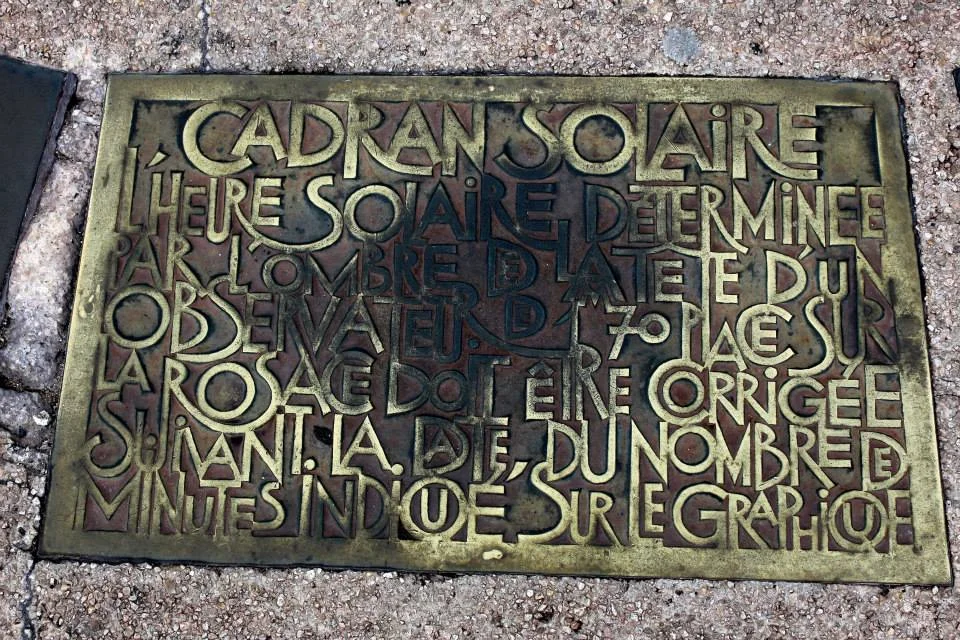 CADRAN SOLAIRE
L'HEURE SOLAIRE DÉTERMINÉE
PAR L'OMBRE DE LA TÊTE D'UN
OBSERVATEUR D'1M70 PLACÉ SUR
LA ROSACE DOIT ÊTRE CORRIGÉE
SUIVANT.LA.DATE,DU NOMBRE DE
MINUTES INDIQUÉ,SUR LE GRAPHIQUE